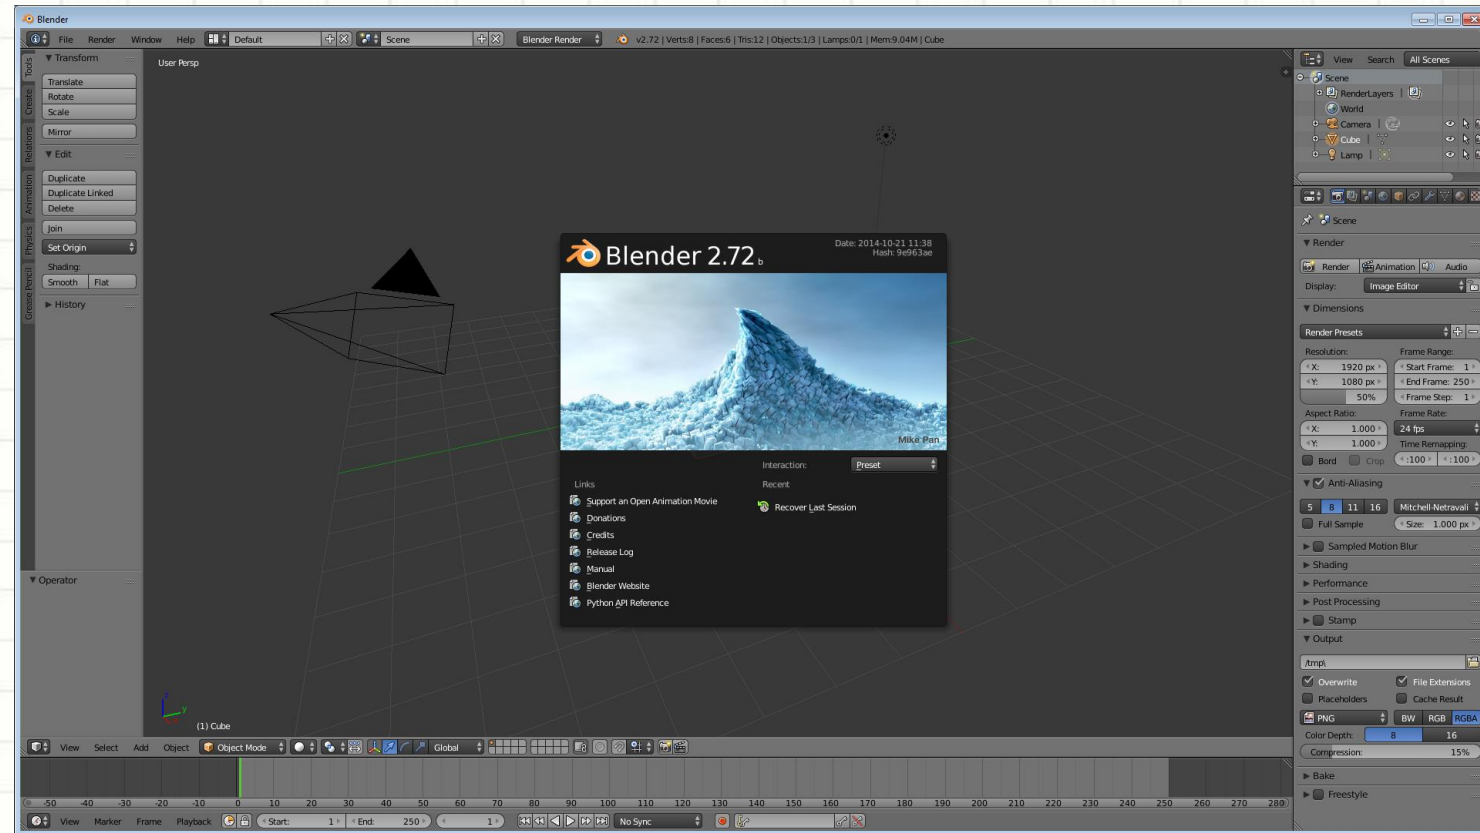 Blender
File Render Window Help Default Scene Blender Render v2.72 | Verts:8 | Faces:6 | Tris:12 | Objects:1/3 | Lamps:0/1 | Mem:9.04M | Cube
Tools
Create
Relations
Animation
Physics
Grease Pencil
Transform
Translate
Rotate
Scale
Mirror
Edit
Duplicate
Duplicate Linked
Delete
Join
Set Origin
Shading:
Smooth Flat
History
Operator
User Persp
Blender 2.72 b
Date: 2014-10-21 11:38
Hash: 9e963ae
Mike Pan
Interaction: Preset
Links Recent
Support an Open Animation Movie
Recover Last Session
Donations
Credits
Release Log
Manual
Blender Website
Python API Reference
z
y
(1) Cube
View Select Add Object Object Mode Global
-50 -40 -30 -20 -10 0 10 20 30 40 50 60 70 80 90 100 110 120 130 140 150 160 170 180 190 200 210 220 230 240 250 260 270 280
View Marker Frame Playback Start: 1 End: 250 1 No Sync
View Search All Scenes
Scene
RenderLayers
World
Camera
Cube
Lamp
Scene
Render
Render Animation Audio
Display: Image Editor
Dimensions
Render Presets
Resolution: Frame Range:
X: 1920 px Start Frame: 1
Y: 1080 px End Frame: 250
50% Frame Step: 1
Aspect Ratio: Frame Rate:
X: 1.000 24 fps
Y: 1.000 Time Remapping:
Bord Crop :100 :100
Anti-Aliasing
5 8 11 16 Mitchell-Netravali
Full Sample Size: 1.000 px
Sampled Motion Blur
Shading
Performance
Post Processing
Stamp
Output
/tmp\
Overwrite File Extensions
Placeholders Cache Result
PNG BW RGB RGBA
Color Depth: 8 16
Compression: 15%
Bake
Freestyle